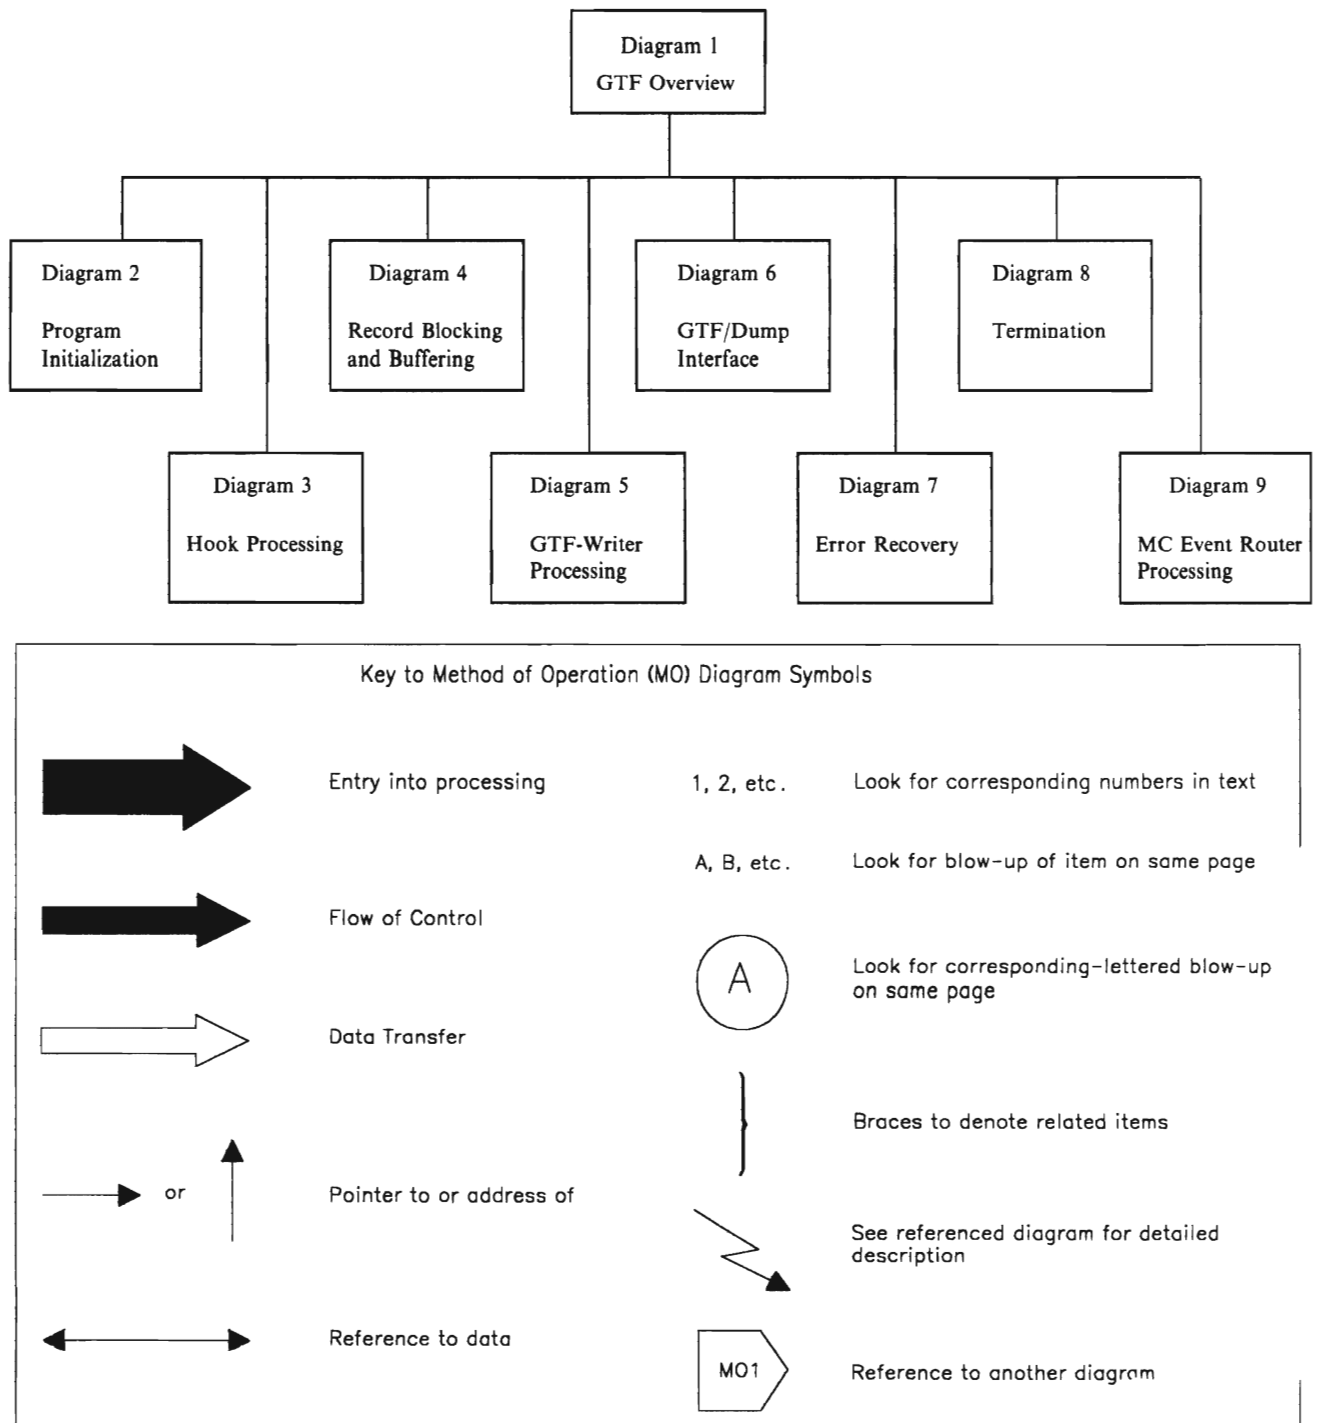 Diagram 1
GTF Overview
Diagram 2
Program
Initialization
Diagram 4
Record Blocking
and Buffering
Diagram 6
GTF/Dump
Interface
Diagram 8
Termination
Diagram 3
Hook Processing
Diagram 5
GTF-Writer
Processing
Diagram 7
Error Recovery
Diagram 9
MC Event Router
Processing
Key to Method of Operation (MO) Diagram Symbols
Entry into processing
Flow of Control
Data Transfer
or
Pointer to or address of
Reference to data
1, 2, etc. Look for corresponding numbers in text
A, B, etc. Look for blow-up of item on same page
A
Look for corresponding-lettered blow-up
on same page
Braces to denote related items
See referenced diagram for detailed
description
MO1
Reference to another diagram